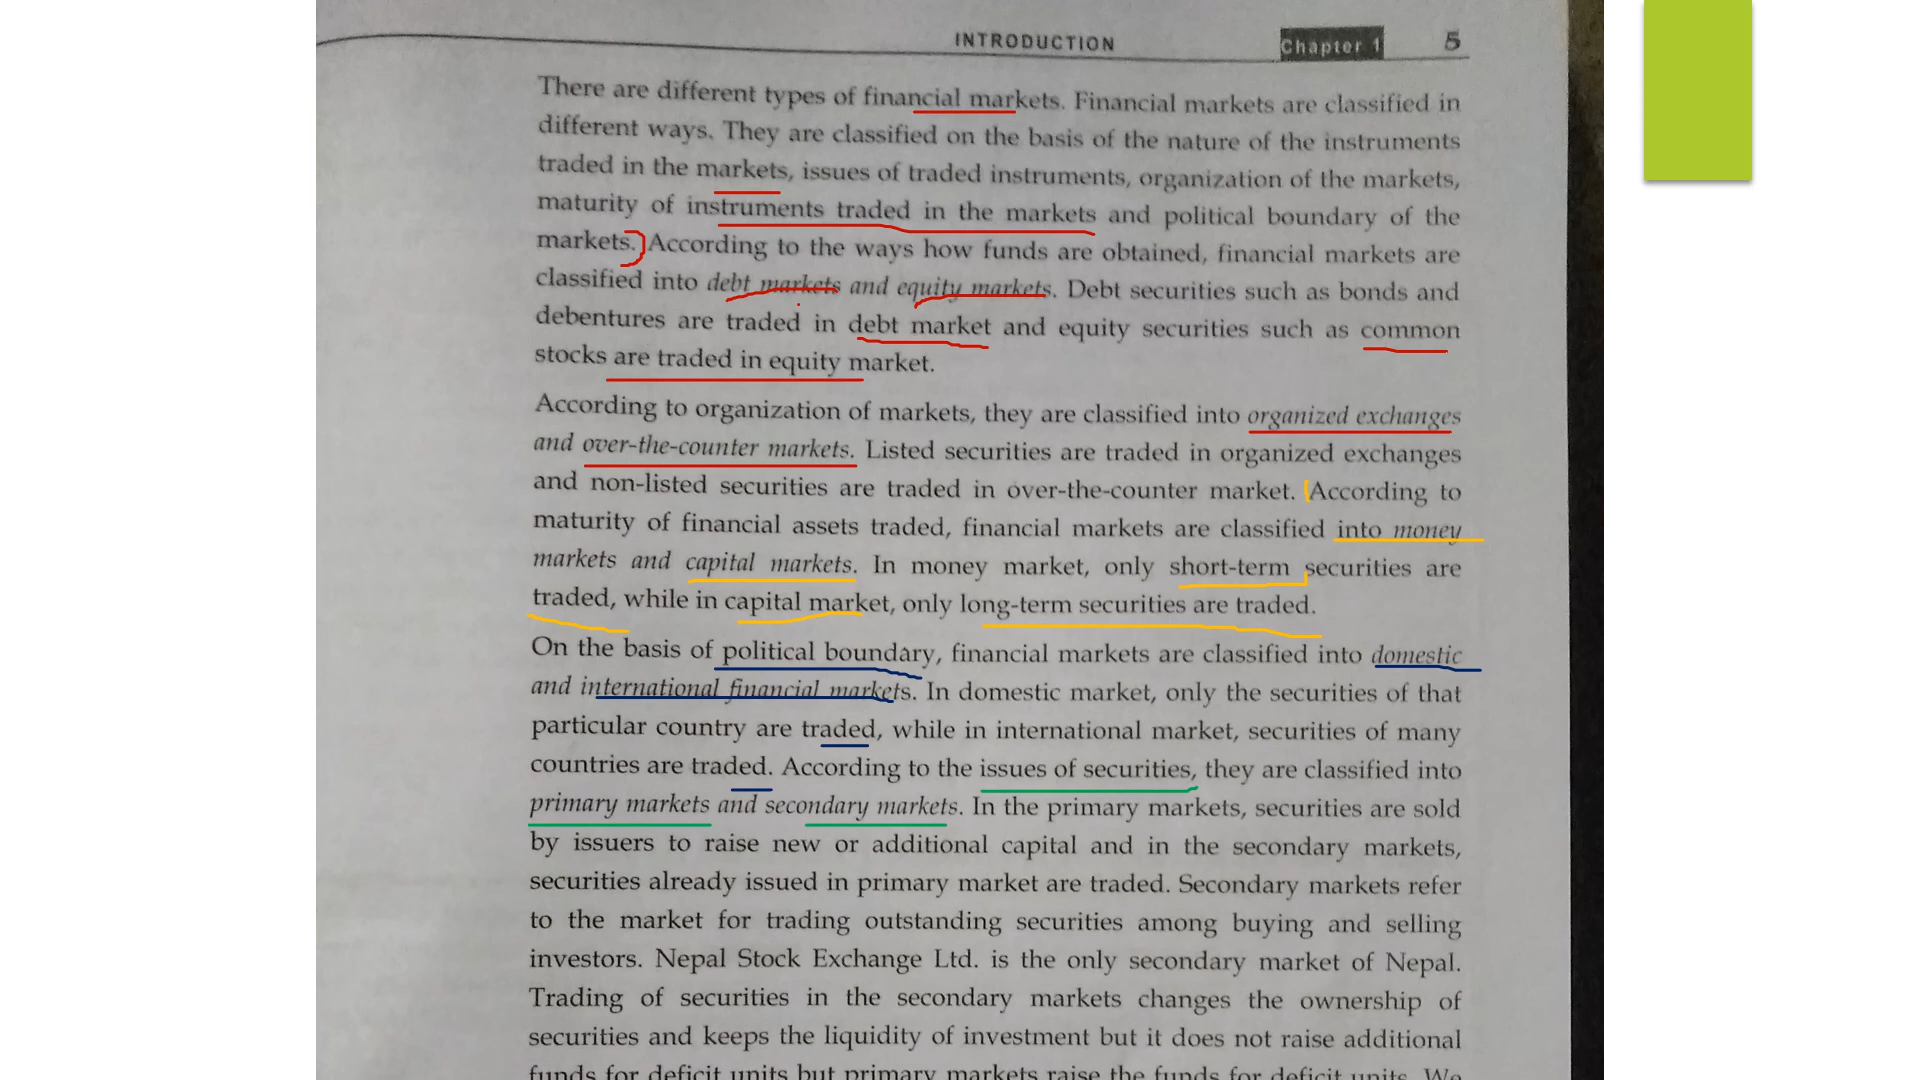 INTRODUCTION Chapter 1 5
There are different types of financial markets. Financial markets are classified in
different ways. They are classified on the basis of the nature of the instruments
traded in the markets, issues of traded instruments, organization of the markets,
maturity of instruments traded in the markets and political boundary of the
markets. According to the ways how funds are obtained, financial markets are
classified into debt markets and equity markets. Debt securities such as bonds and
debentures are traded in debt market and equity securities such as common
stocks are traded in equity market.
According to organization of markets, they are classified into organized exchanges
and over-the-counter markets. Listed securities are traded in organized exchanges
and non-listed securities are traded in over-the-counter market. According to
maturity of financial assets traded, financial markets are classified into money
markets and capital markets. In money market, only short-term securities are
traded, while in capital market, only long-term securities are traded.
On the basis of political boundary, financial markets are classified into domestic
and international financial markets. In domestic market, only the securities of that
particular country are traded, while in international market, securities of many
countries are traded. According to the issues of securities, they are classified into
primary markets and secondary markets. In the primary markets, securities are sold
by issuers to raise new or additional capital and in the secondary markets,
securities already issued in primary market are traded. Secondary markets refer
to the market for trading outstanding securities among buying and selling
investors. Nepal Stock Exchange Ltd. is the only secondary market of Nepal.
Trading of securities in the secondary markets changes the ownership of
securities and keeps the liquidity of investment but it does not raise additional
funds for deficit units but primary markets raise the funds for deficit units. We